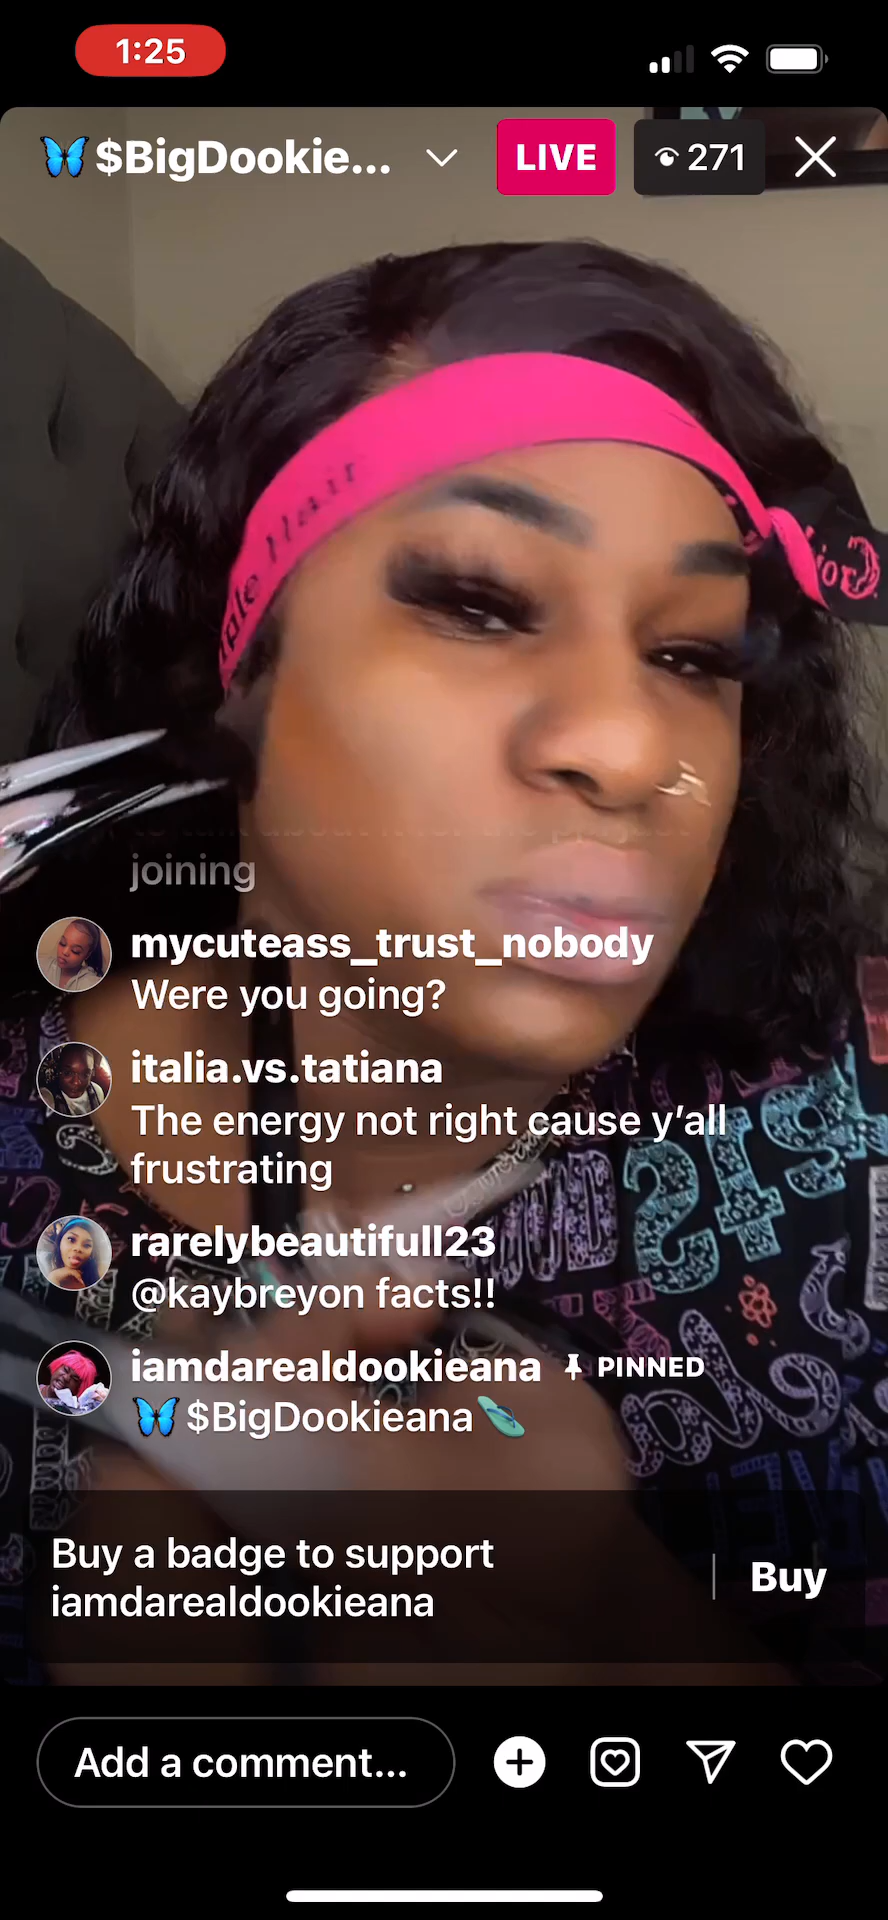 1:25
🦋$BigDookie...
LIVE
271
Hair
joining
mycuteass_trust_nobody
Were you going?
italia.vs.tatiana
The energy not right cause y’all
frustrating
rarelybeautifull23
@kaybreyon facts!!
iamdarealdookieana PINNED
🦋$BigDookieana🩴
Buy a badge to support
iamdarealdookieana
Buy
Add a comment...